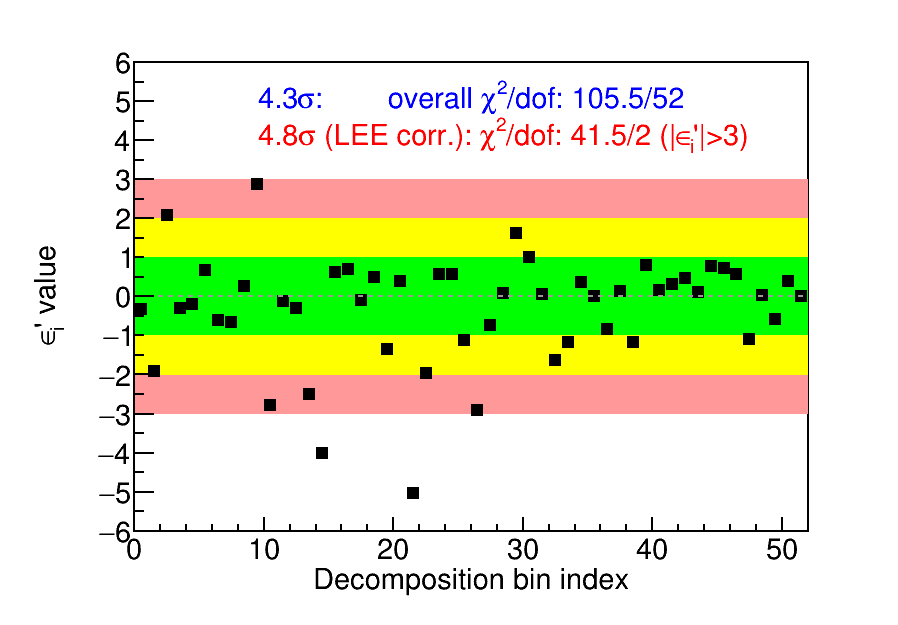 4.3σ: overall χ²/dof: 105.5/52
4.8σ (LEE corr.): χ²/dof: 41.5/2 (|ϵᵢ'|>3)
6
5
4
3
2
1
0
−1
−2
−3
−4
−5
−6
ϵᵢ' value
0 10 20 30 40 50
Decomposition bin index